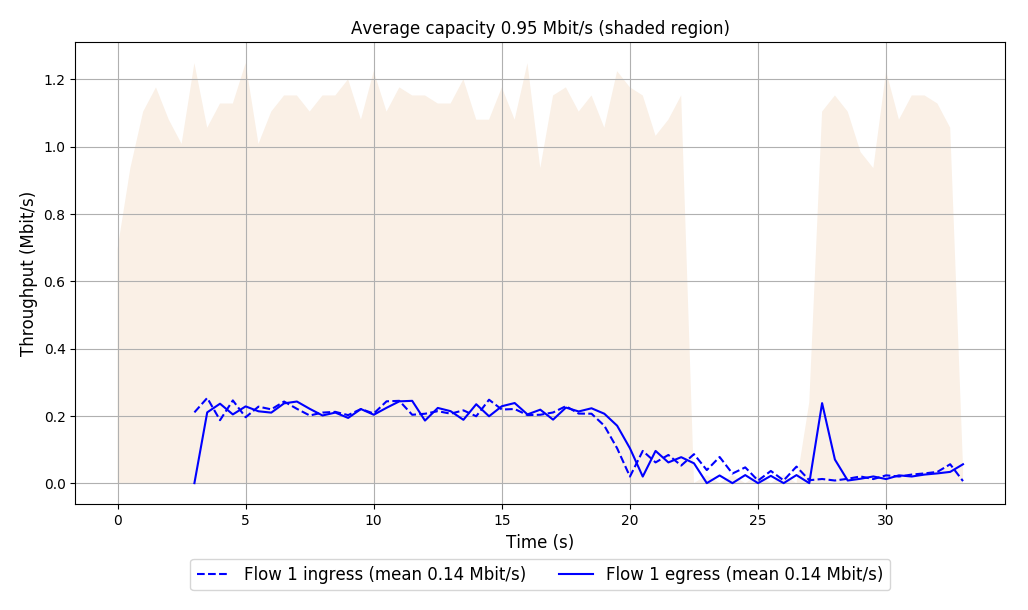 Average capacity 0.95 Mbit/s (shaded region)
Throughput (Mbit/s)
1.2
1.0
0.8
0.6
0.4
0.2
0.0
0 5 10 15 20 25 30
Time (s)
Flow 1 ingress (mean 0.14 Mbit/s) Flow 1 egress (mean 0.14 Mbit/s)